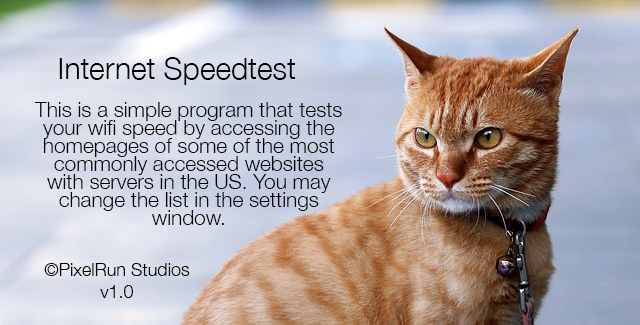 Internet Speedtest
This is a simple program that tests
your wifi speed by accessing the
homepages of some of the most
commonly accessed websites
with servers in the US. You may
change the list in the settings
window.
©PixelRun Studios
v1.0